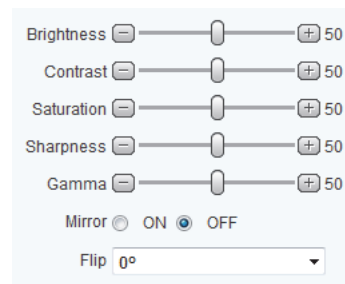 Brightness 50
Contrast 50
Saturation 50
Sharpness 50
Gamma 50
Mirror ON OFF
Flip 0º